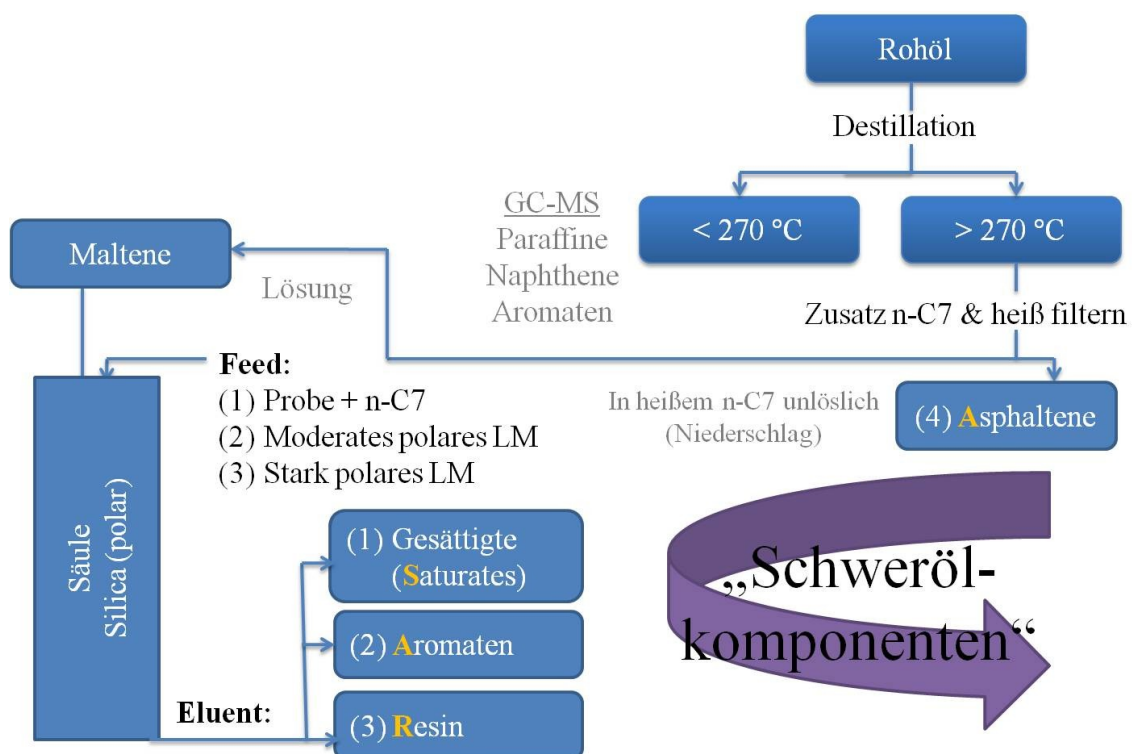 Rohöl
Destillation
GC-MS
Paraffine
Naphthene
Aromaten
< 270 °C
> 270 °C
Maltene
Lösung
Zusatz n-C7 & heiß filtern
Feed:
(1) Probe + n-C7
(2) Moderates polares LM
(3) Stark polares LM
In heißem n-C7 unlöslich
(Niederschlag)
(4) Asphaltene
Säule
Silica (polar)
(1) Gesättigte
(Saturates)
(2) Aromaten
Eluent:
(3) Resin
„Schweröl-
komponenten“